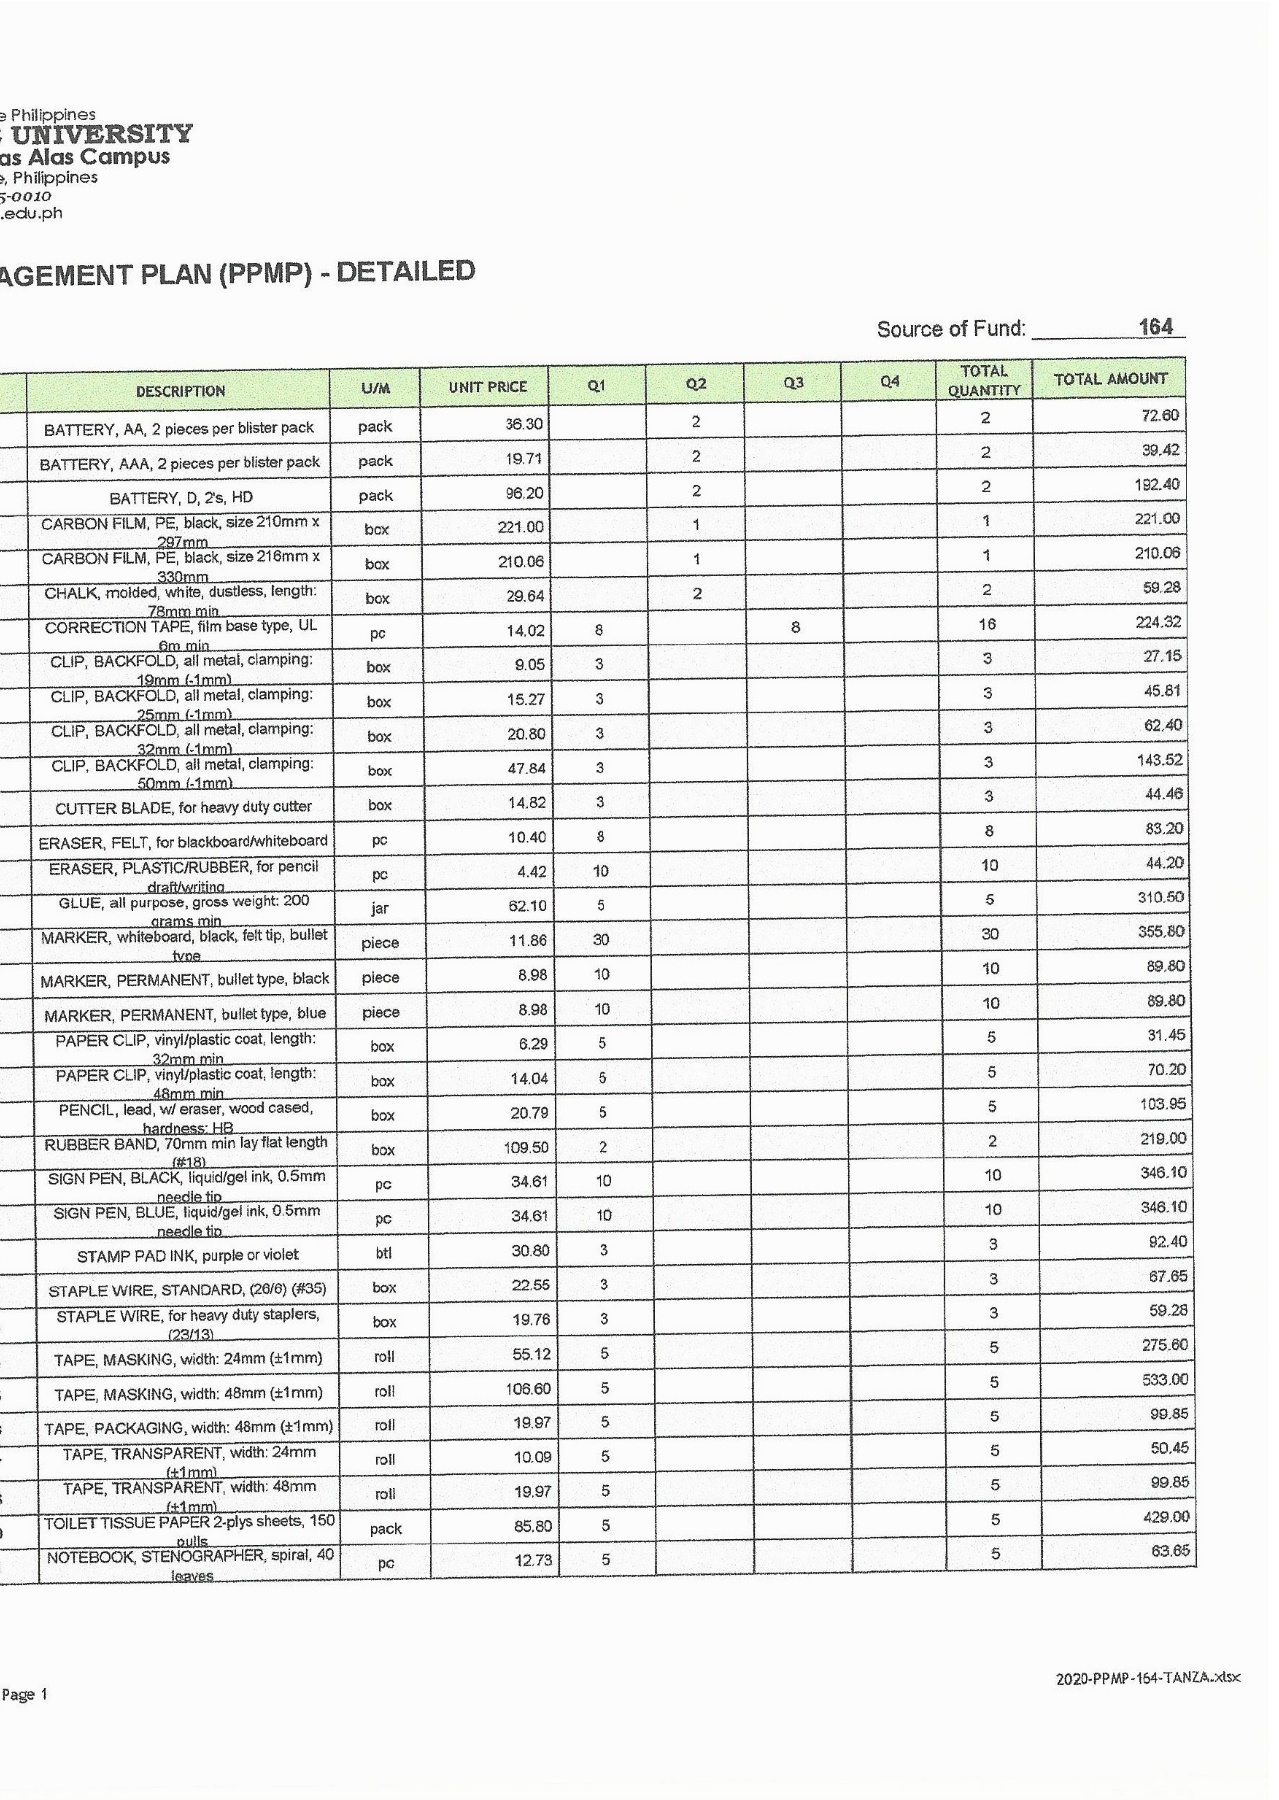 e Philippines
UNIVERSITY
as Alas Campus
e, Philippines
5-0010
.edu.ph
AGEMENT PLAN (PPMP) - DETAILED
Source of Fund: 164
DESCRIPTION U/M UNIT PRICE Q1 Q2 Q3 Q4 TOTAL QUANTITY TOTAL AMOUNT
BATTERY, AA, 2 pieces per blister pack pack 36.30 2 2 72.60
BATTERY, AAA, 2 pieces per blister pack pack 19.71 2 2 39.42
BATTERY, D, 2's, HD pack 96.20 2 2 192.40
CARBON FILM, PE, black, size 210mm x
297mm box 221.00 1 1 221.00
CARBON FILM, PE, black, size 216mm x
330mm box 210.06 1 1 210.06
CHALK, molded, white, dustless, length:
78mm min box 29.64 2 2 59.28
CORRECTION TAPE, film base type, UL
6m min pc 14.02 8 8 16 224.32
CLIP, BACKFOLD, all metal, clamping:
19mm (-1mm) box 9.05 3 3 27.15
CLIP, BACKFOLD, all metal, clamping:
25mm (-1mm) box 15.27 3 3 45.81
CLIP, BACKFOLD, all metal, clamping:
32mm (-1mm) box 20.80 3 3 62.40
CLIP, BACKFOLD, all metal, clamping:
50mm (-1mm) box 47.84 3 3 143.52
CUTTER BLADE, for heavy duty cutter box 14.82 3 3 44.46
ERASER, FELT, for blackboard/whiteboard pc 10.40 8 8 83.20
ERASER, PLASTIC/RUBBER, for pencil
draft/writing pc 4.42 10 10 44.20
GLUE, all purpose, gross weight: 200
grams min jar 62.10 5 5 310.50
MARKER, whiteboard, black, felt tip, bullet
type piece 11.86 30 30 355.80
MARKER, PERMANENT, bullet type, black piece 8.98 10 10 89.80
MARKER, PERMANENT, bullet type, blue piece 8.98 10 10 89.80
PAPER CLIP, vinyl/plastic coat, length:
32mm min box 6.29 5 5 31.45
PAPER CLIP, vinyl/plastic coat, length:
48mm min box 14.04 5 5 70.20
PENCIL, lead, w/ eraser, wood cased,
hardness: HB box 20.79 5 5 103.95
RUBBER BAND, 70mm min lay flat length
(#18) box 109.50 2 2 219.00
SIGN PEN, BLACK, liquid/gel ink, 0.5mm
needle tip pc 34.61 10 10 346.10
SIGN PEN, BLUE, liquid/gel ink, 0.5mm
needle tip pc 34.61 10 10 346.10
STAMP PAD INK, purple or violet btl 30.80 3 3 92.40
STAPLE WIRE, STANDARD, (26/6) (#35) box 22.55 3 3 67.65
STAPLE WIRE, for heavy duty staplers,
(23/13) box 19.76 3 3 59.28
TAPE, MASKING, width: 24mm (±1mm) roll 55.12 5 5 275.60
TAPE, MASKING, width: 48mm (±1mm) roll 106.60 5 5 533.00
TAPE, PACKAGING, width: 48mm (±1mm) roll 19.97 5 5 99.85
TAPE, TRANSPARENT, width: 24mm
(±1mm) roll 10.09 5 5 50.45
TAPE, TRANSPARENT, width: 48mm
(±1mm) roll 19.97 5 5 99.85
TOILET TISSUE PAPER 2-plys sheets, 150
pulls pack 85.80 5 5 429.00
NOTEBOOK, STENOGRAPHER, spiral, 40
leaves pc 12.73 5 5 63.65
Page 1
2020-PPMP-164-TANZA.xlsx